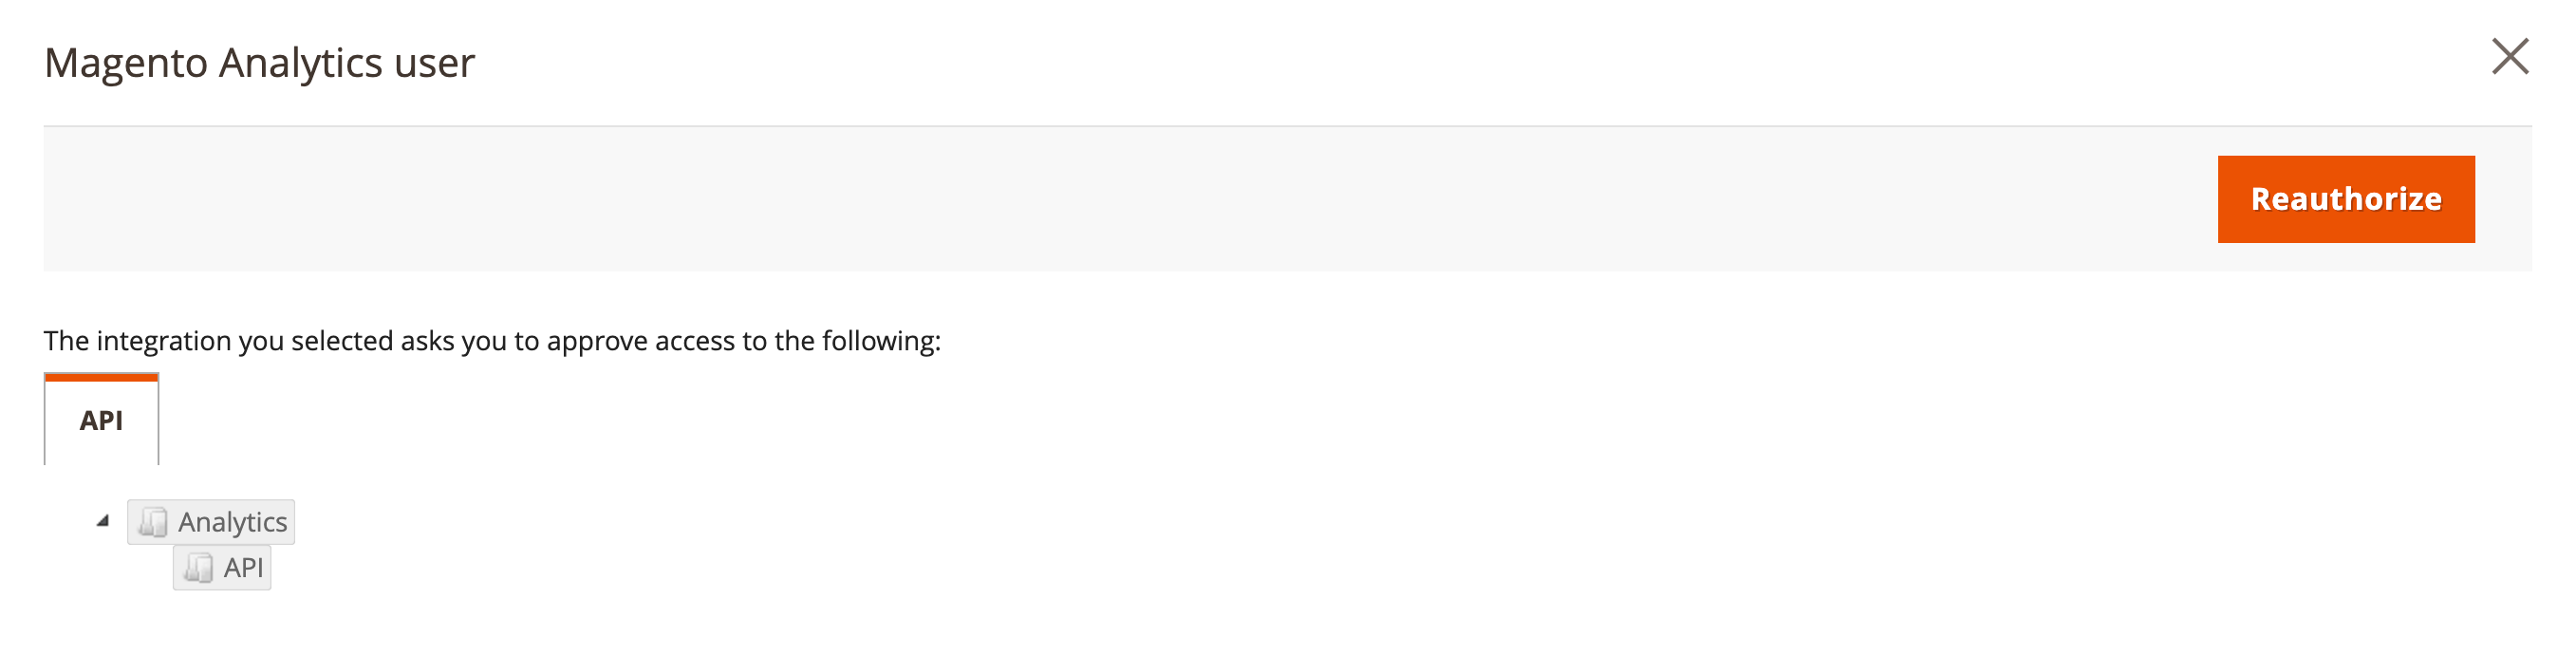 Magento Analytics user
Reauthorize
The integration you selected asks you to approve access to the following:
API
Analytics
API